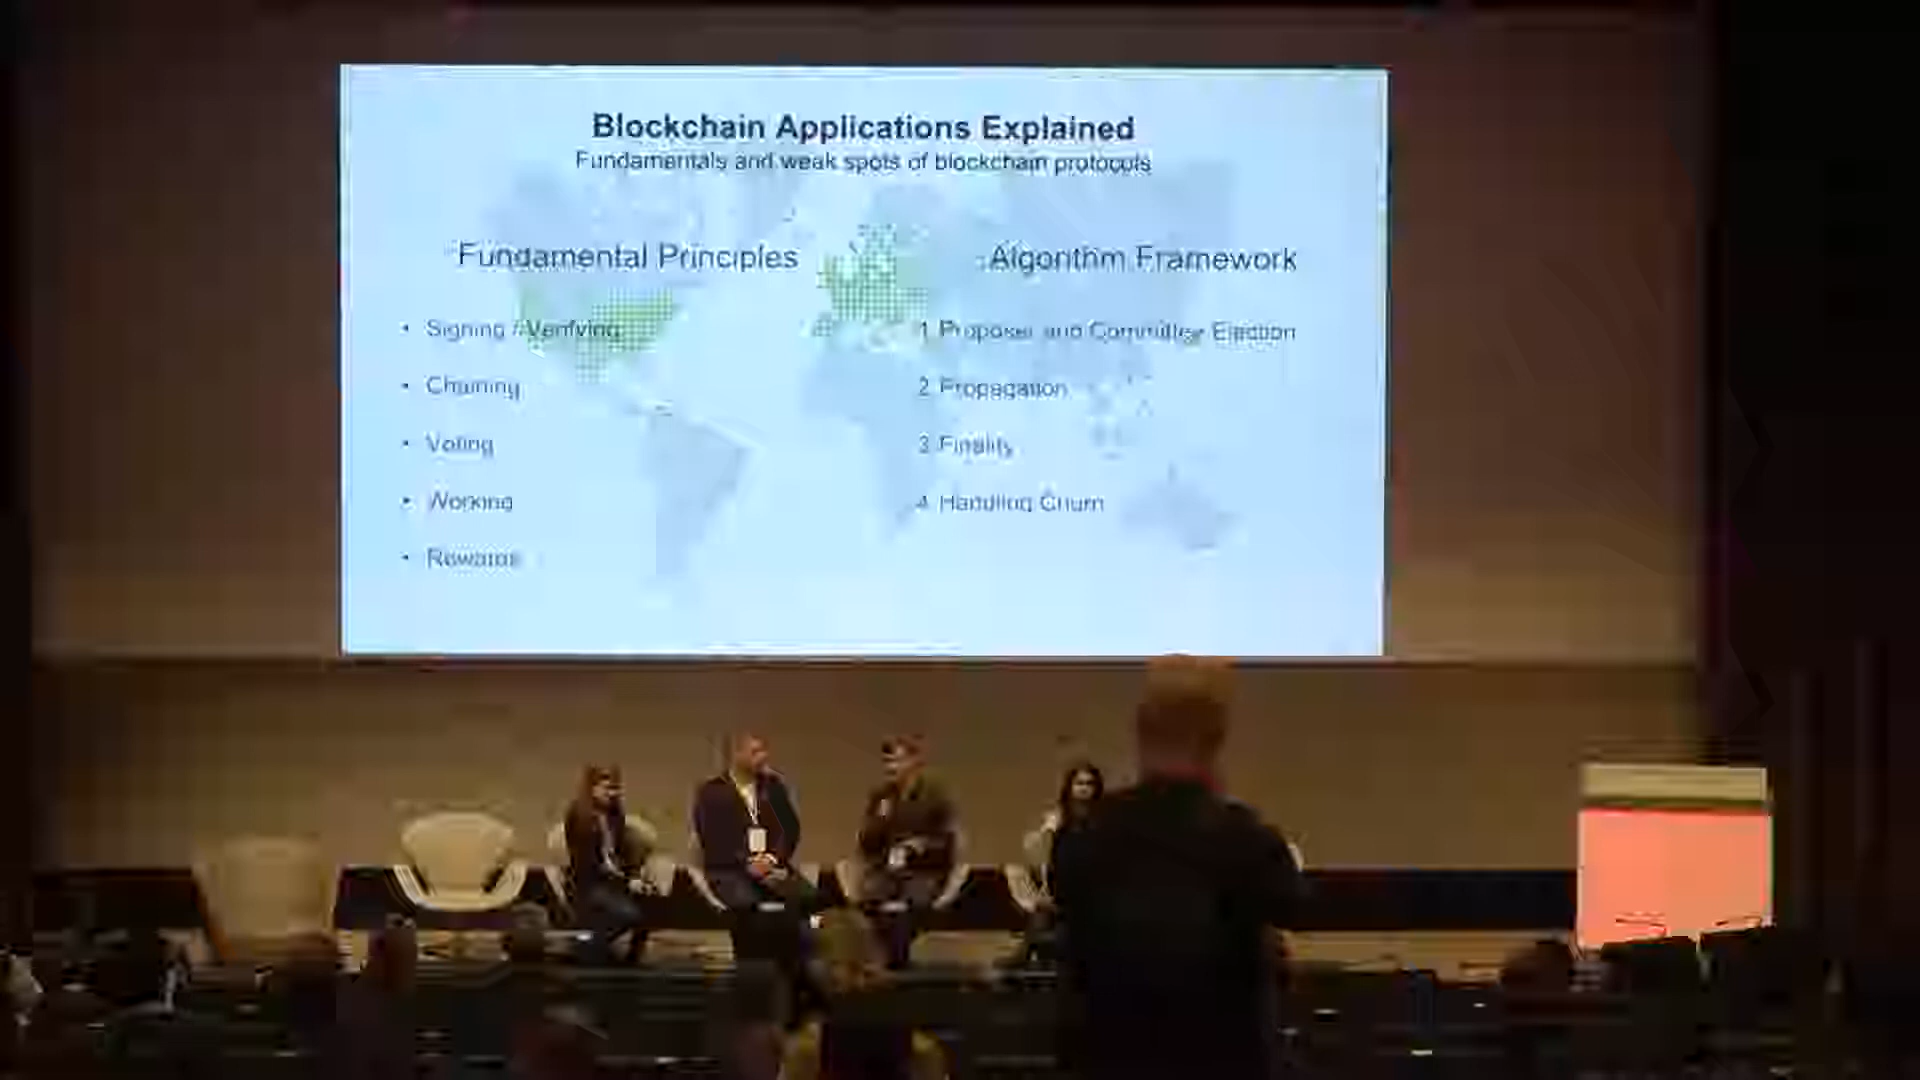 Blockchain Applications Explained
Fundamentals and weak spots of blockchain protocols
Fundamental Principles
• Signing / Verifying
• Chaining
• Voting
• Working
• Rewards
Algorithm Framework
1 Proposer and Committee Election
2 Propagation
3 Finality
4 Handling Churn